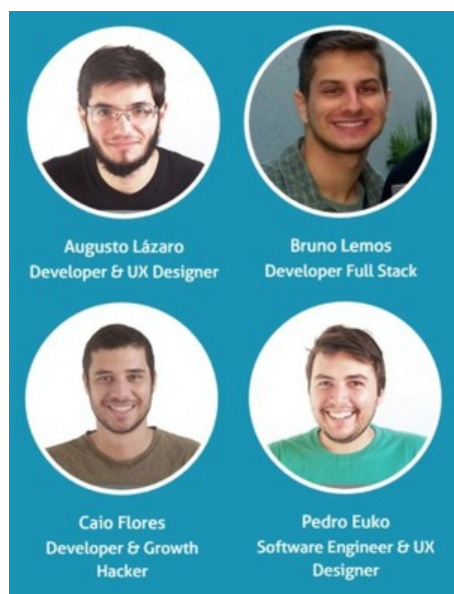 Augusto Lázaro
Developer & UX Designer
Bruno Lemos
Developer Full Stack
Caio Flores
Developer & Growth
Hacker
Pedro Euko
Software Engineer & UX
Designer